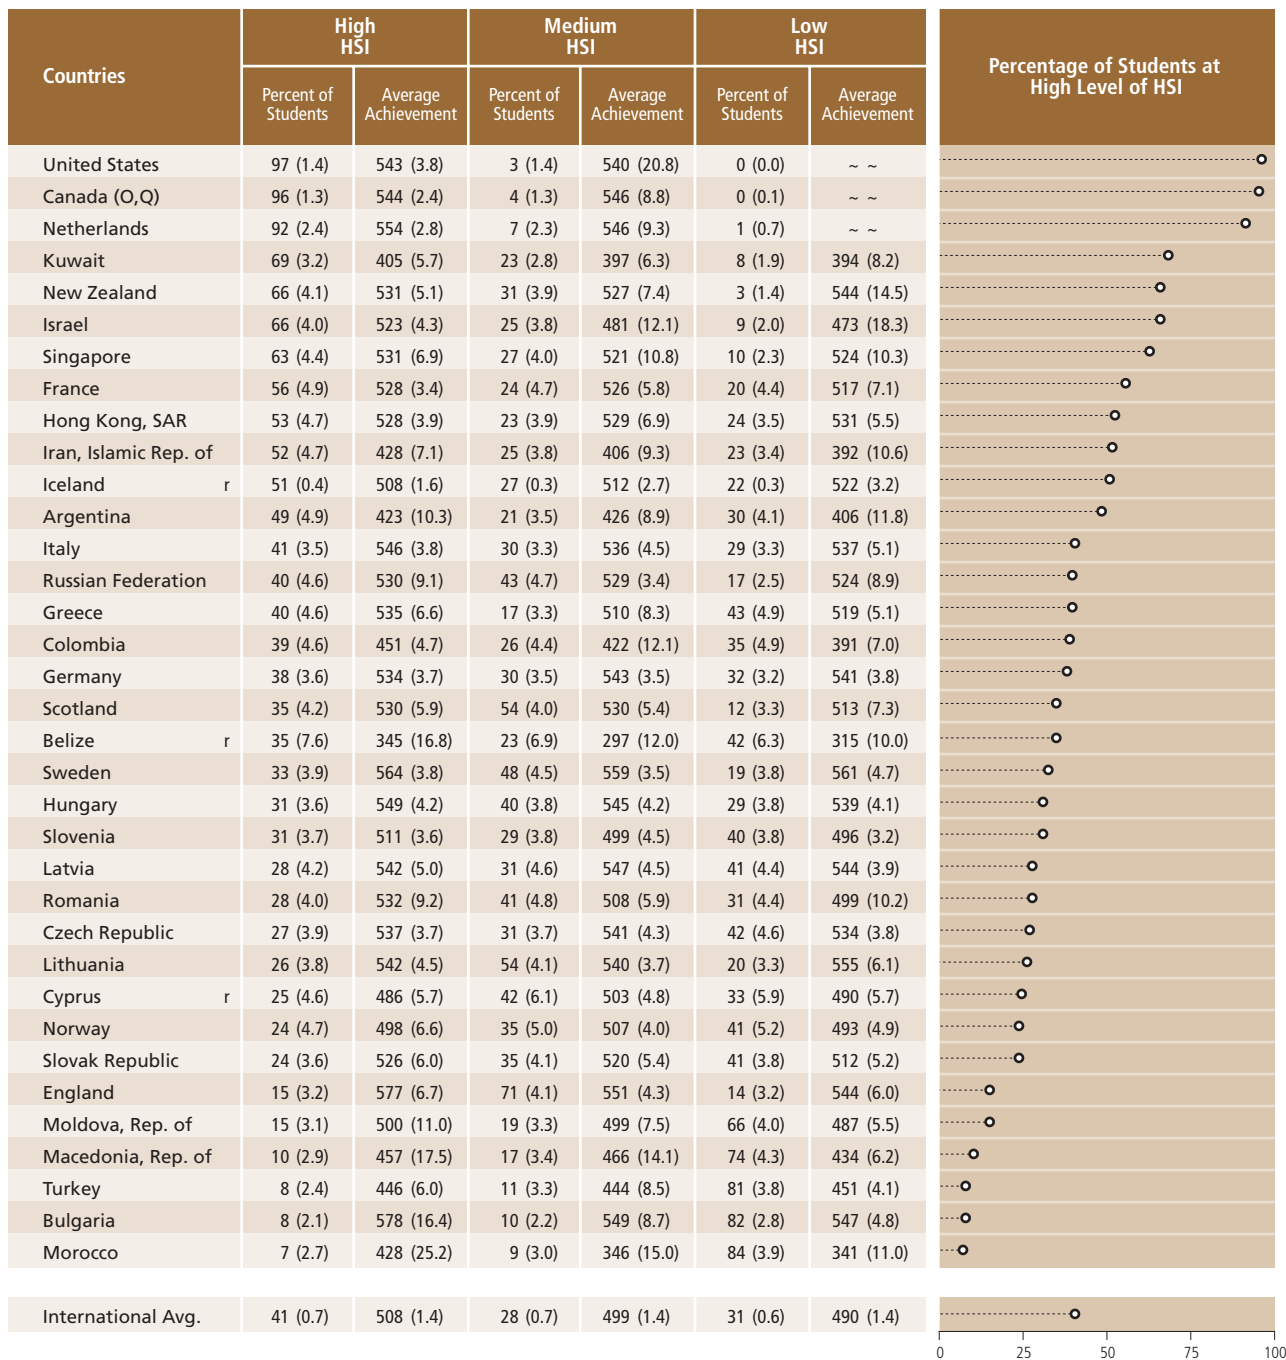 Countries
High
HSI
Medium
HSI
Low
HSI
Percentage of Students at
High Level of HSI
Percent of
Students
Average
Achievement
Percent of
Students
Average
Achievement
Percent of
Students
Average
Achievement
United States 97 (1.4) 543 (3.8) 3 (1.4) 540 (20.8) 0 (0.0) ~ ~
Canada (O,Q) 96 (1.3) 544 (2.4) 4 (1.3) 546 (8.8) 0 (0.1) ~ ~
Netherlands 92 (2.4) 554 (2.8) 7 (2.3) 546 (9.3) 1 (0.7) ~ ~
Kuwait 69 (3.2) 405 (5.7) 23 (2.8) 397 (6.3) 8 (1.9) 394 (8.2)
New Zealand 66 (4.1) 531 (5.1) 31 (3.9) 527 (7.4) 3 (1.4) 544 (14.5)
Israel 66 (4.0) 523 (4.3) 25 (3.8) 481 (12.1) 9 (2.0) 473 (18.3)
Singapore 63 (4.4) 531 (6.9) 27 (4.0) 521 (10.8) 10 (2.3) 524 (10.3)
France 56 (4.9) 528 (3.4) 24 (4.7) 526 (5.8) 20 (4.4) 517 (7.1)
Hong Kong, SAR 53 (4.7) 528 (3.9) 23 (3.9) 529 (6.9) 24 (3.5) 531 (5.5)
Iran, Islamic Rep. of 52 (4.7) 428 (7.1) 25 (3.8) 406 (9.3) 23 (3.4) 392 (10.6)
Iceland r 51 (0.4) 508 (1.6) 27 (0.3) 512 (2.7) 22 (0.3) 522 (3.2)
Argentina 49 (4.9) 423 (10.3) 21 (3.5) 426 (8.9) 30 (4.1) 406 (11.8)
Italy 41 (3.5) 546 (3.8) 30 (3.3) 536 (4.5) 29 (3.3) 537 (5.1)
Russian Federation 40 (4.6) 530 (9.1) 43 (4.7) 529 (3.4) 17 (2.5) 524 (8.9)
Greece 40 (4.6) 535 (6.6) 17 (3.3) 510 (8.3) 43 (4.9) 519 (5.1)
Colombia 39 (4.6) 451 (4.7) 26 (4.4) 422 (12.1) 35 (4.9) 391 (7.0)
Germany 38 (3.6) 534 (3.7) 30 (3.5) 543 (3.5) 32 (3.2) 541 (3.8)
Scotland 35 (4.2) 530 (5.9) 54 (4.0) 530 (5.4) 12 (3.3) 513 (7.3)
Belize r 35 (7.6) 345 (16.8) 23 (6.9) 297 (12.0) 42 (6.3) 315 (10.0)
Sweden 33 (3.9) 564 (3.8) 48 (4.5) 559 (3.5) 19 (3.8) 561 (4.7)
Hungary 31 (3.6) 549 (4.2) 40 (3.8) 545 (4.2) 29 (3.8) 539 (4.1)
Slovenia 31 (3.7) 511 (3.6) 29 (3.8) 499 (4.5) 40 (3.8) 496 (3.2)
Latvia 28 (4.2) 542 (5.0) 31 (4.6) 547 (4.5) 41 (4.4) 544 (3.9)
Romania 28 (4.0) 532 (9.2) 41 (4.8) 508 (5.9) 31 (4.4) 499 (10.2)
Czech Republic 27 (3.9) 537 (3.7) 31 (3.7) 541 (4.3) 42 (4.6) 534 (3.8)
Lithuania 26 (3.8) 542 (4.5) 54 (4.1) 540 (3.7) 20 (3.3) 555 (6.1)
Cyprus r 25 (4.6) 486 (5.7) 42 (6.1) 503 (4.8) 33 (5.9) 490 (5.7)
Norway 24 (4.7) 498 (6.6) 35 (5.0) 507 (4.0) 41 (5.2) 493 (4.9)
Slovak Republic 24 (3.6) 526 (6.0) 35 (4.1) 520 (5.4) 41 (3.8) 512 (5.2)
England 15 (3.2) 577 (6.7) 71 (4.1) 551 (4.3) 14 (3.2) 544 (6.0)
Moldova, Rep. of 15 (3.1) 500 (11.0) 19 (3.3) 499 (7.5) 66 (4.0) 487 (5.5)
Macedonia, Rep. of 10 (2.9) 457 (17.5) 17 (3.4) 466 (14.1) 74 (4.3) 434 (6.2)
Turkey 8 (2.4) 446 (6.0) 11 (3.3) 444 (8.5) 81 (3.8) 451 (4.1)
Bulgaria 8 (2.1) 578 (16.4) 10 (2.2) 549 (8.7) 82 (2.8) 547 (4.8)
Morocco 7 (2.7) 428 (25.2) 9 (3.0) 346 (15.0) 84 (3.9) 341 (11.0)
International Avg. 41 (0.7) 508 (1.4) 28 (0.7) 499 (1.4) 31 (0.6) 490 (1.4)
0 25 50 75 100